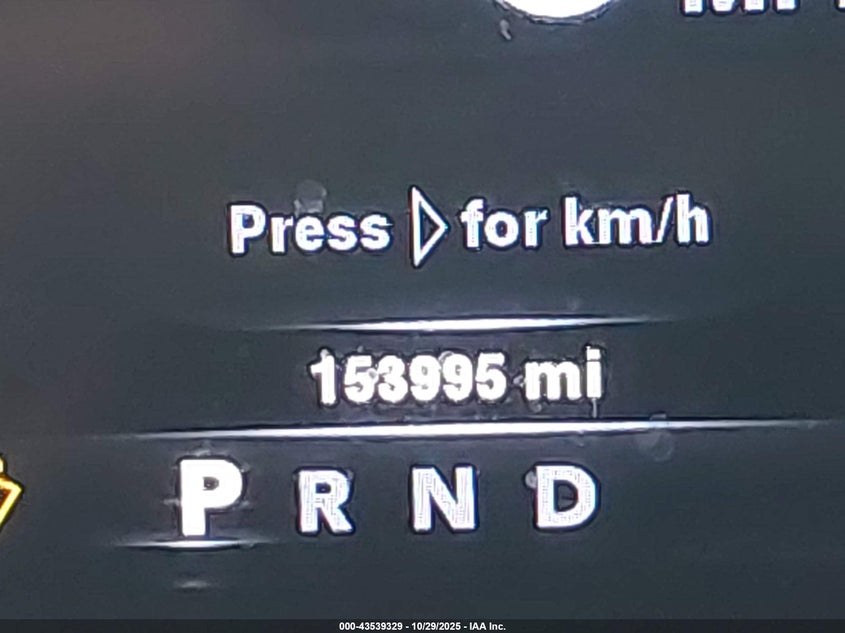 Press ▷ for km/h
153995 mi
P R N D
000-43539329 - 10/29/2025 - IAA Inc.